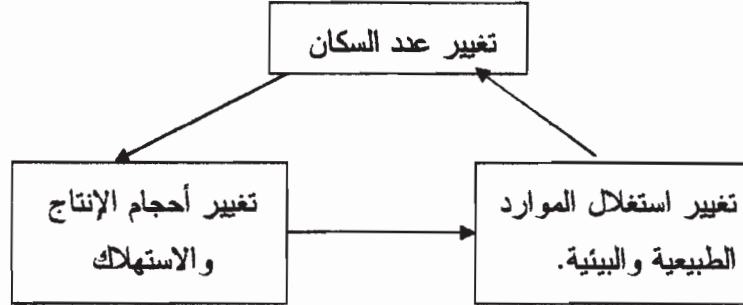 تغيير عدد السكان
تغيير استغلال الموارد
الطبيعية والبيئية.
تغيير أحجام الإنتاج
والاستهلاك